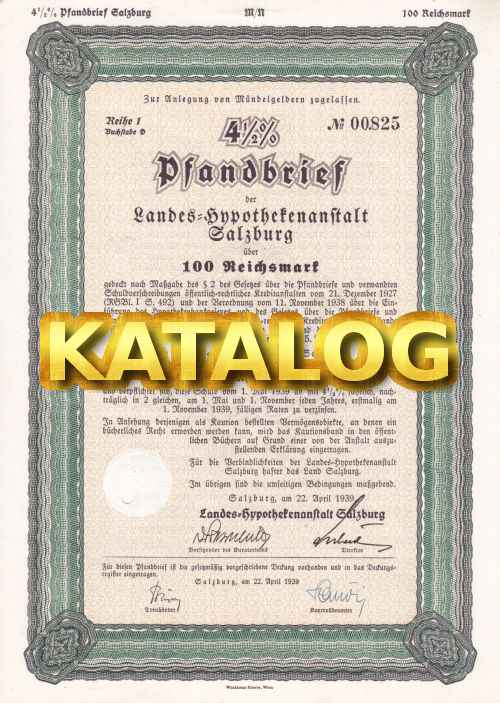 4½% Pfandbrief Salzburg M/N 100 Reichsmark
Zur Anlegung von Mündelgeldern zugelassen.
Reihe 1
Buchstabe D
№ 00825
4½%
Pfandbrief
der
Landes=Hypothekenanstalt
Salzburg
über
100 Reichsmark
gedeckt nach Maßgabe des § 2 des Gesetzes über die Pfandbriefe und verwandten
Schuldverschreibungen öffentlich-rechtlicher Kreditanstalten vom 21. Dezember 1927
(RGBl. I S. 492) und der Verordnung vom 11. November 1938 über die Ein-
KATALOG
und verpflichtet sich, diese Schuld vom 1. Mai 1939 an mit 4½% jährlich, nach-
träglich in 2 gleichen, am 1. Mai und 1. November jeden Jahres, erstmalig am
1. November 1939, fälligen Raten zu verzinsen.
In Ansehung derjenigen als Kaution bestellten Vermögensobjekte, an denen ein
bücherliches Recht erworben werden kann, wird das Kautionsband in den öffent-
lichen Büchern auf Grund einer von der Anstalt auszu-
stellenden Erklärung eingetragen.
Für die Verbindlichkeiten der Landes-Hypothekenanstalt
Salzburg haftet das Land Salzburg.
Im übrigen sind die umseitigen Bedingungen maßgebend.
Salzburg, am 22. April 1939.
Landes=Hypothekenanstalt Salzburg
Vorsitzender des Kuratoriums
Direktor
Für diesen Pfandbrief ist die gesetzmäßig vorgeschriebene Deckung vorhanden und in das Deckungs-
register eingetragen.
Salzburg, am 22. April 1939
Treuhänder
Kontrollbeamter
Waldheim-Eberle, Wien